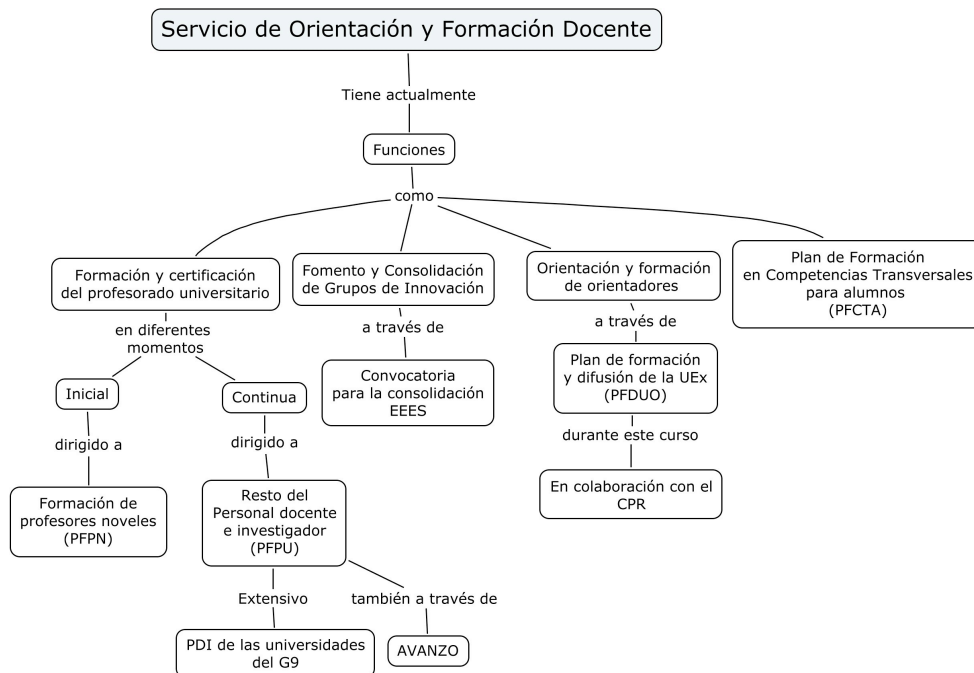 Servicio de Orientación y Formación Docente
Tiene actualmente
Funciones
como
Formación y certificación
del profesorado universitario
Fomento y Consolidación
de Grupos de Innovación
Orientación y formación
de orientadores
Plan de Formación
en Competencias Transversales
para alumnos
(PFCTA)
en diferentes
momentos
a través de
a través de
Inicial
Continua
Convocatoria
para la consolidación
EEES
Plan de formación
y difusión de la UEx
(PFDUO)
dirigido a
dirigido a
durante este curso
Formación de
profesores noveles
(PFPN)
Resto del
Personal docente
e investigador
(PFPU)
En colaboración con el
CPR
Extensivo
también a través de
PDI de las universidades
del G9
AVANZO